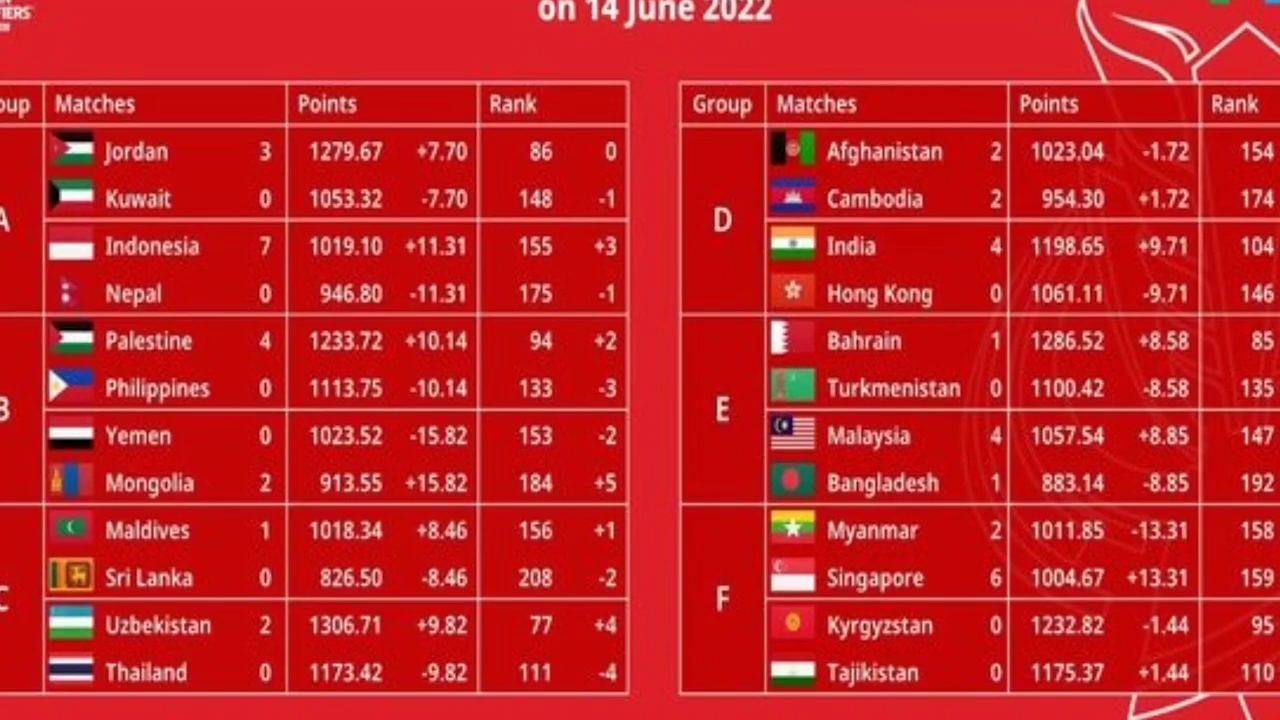 on 14 June 2022
Matches Points Rank
Jordan 3 1279.67 +7.70 86 0
Kuwait 0 1053.32 -7.70 148 -1
Indonesia 7 1019.10 +11.31 155 +3
Nepal 0 946.80 -11.31 175 -1
Palestine 4 1233.72 +10.14 94 +2
Philippines 0 1113.75 -10.14 133 -3
Yemen 0 1023.52 -15.82 153 -2
Mongolia 2 913.55 +15.82 184 +5
Maldives 1 1018.34 +8.46 156 +1
Sri Lanka 0 826.50 -8.46 208 -2
Uzbekistan 2 1306.71 +9.82 77 +4
Thailand 0 1173.42 -9.82 111 -4
Group Matches Points Rank
D
Afghanistan 2 1023.04 -1.72 154
Cambodia 2 954.30 +1.72 174
India 4 1198.65 +9.71 104
Hong Kong 0 1061.11 -9.71 146
E
Bahrain 1 1286.52 +8.58 85
Turkmenistan 0 1100.42 -8.58 135
Malaysia 4 1057.54 +8.85 147
Bangladesh 1 883.14 -8.85 192
F
Myanmar 2 1011.85 -13.31 158
Singapore 6 1004.67 +13.31 159
Kyrgyzstan 0 1232.82 -1.44 95
Tajikistan 0 1175.37 +1.44 110